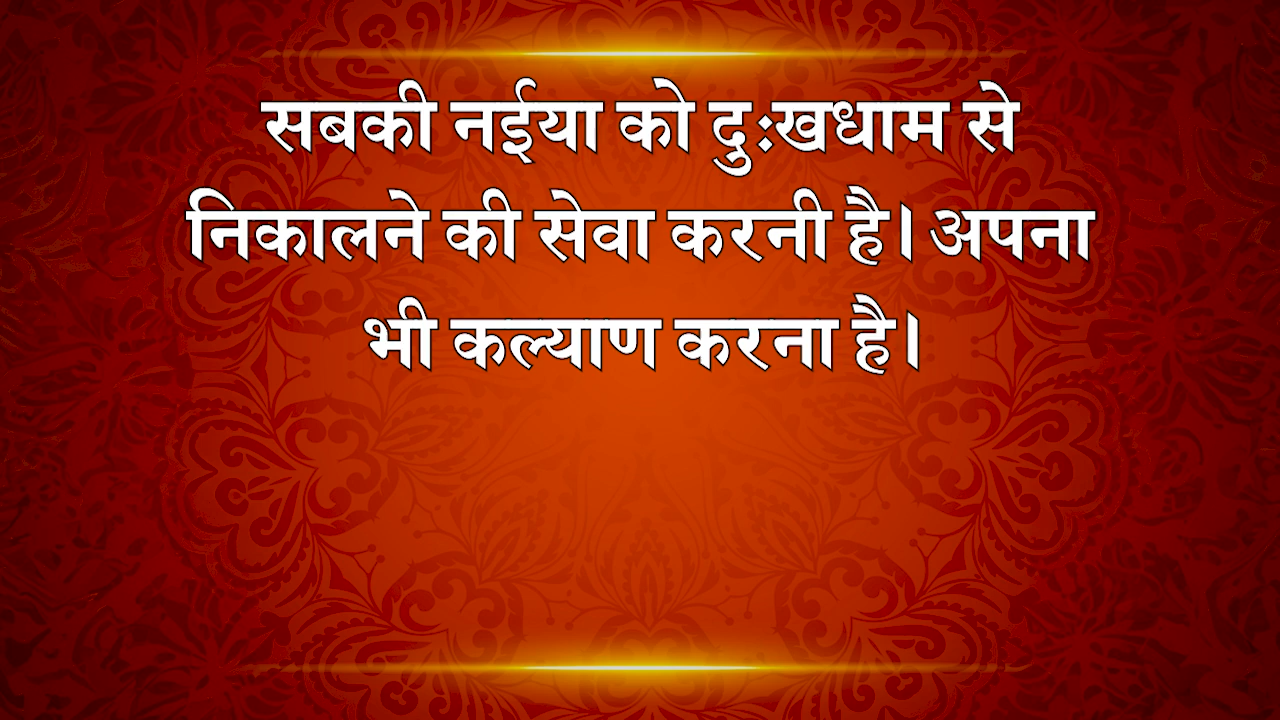 सबकी नईया को दुःखधाम से
निकालने की सेवा करनी है। अपना
भी कल्याण करना है।